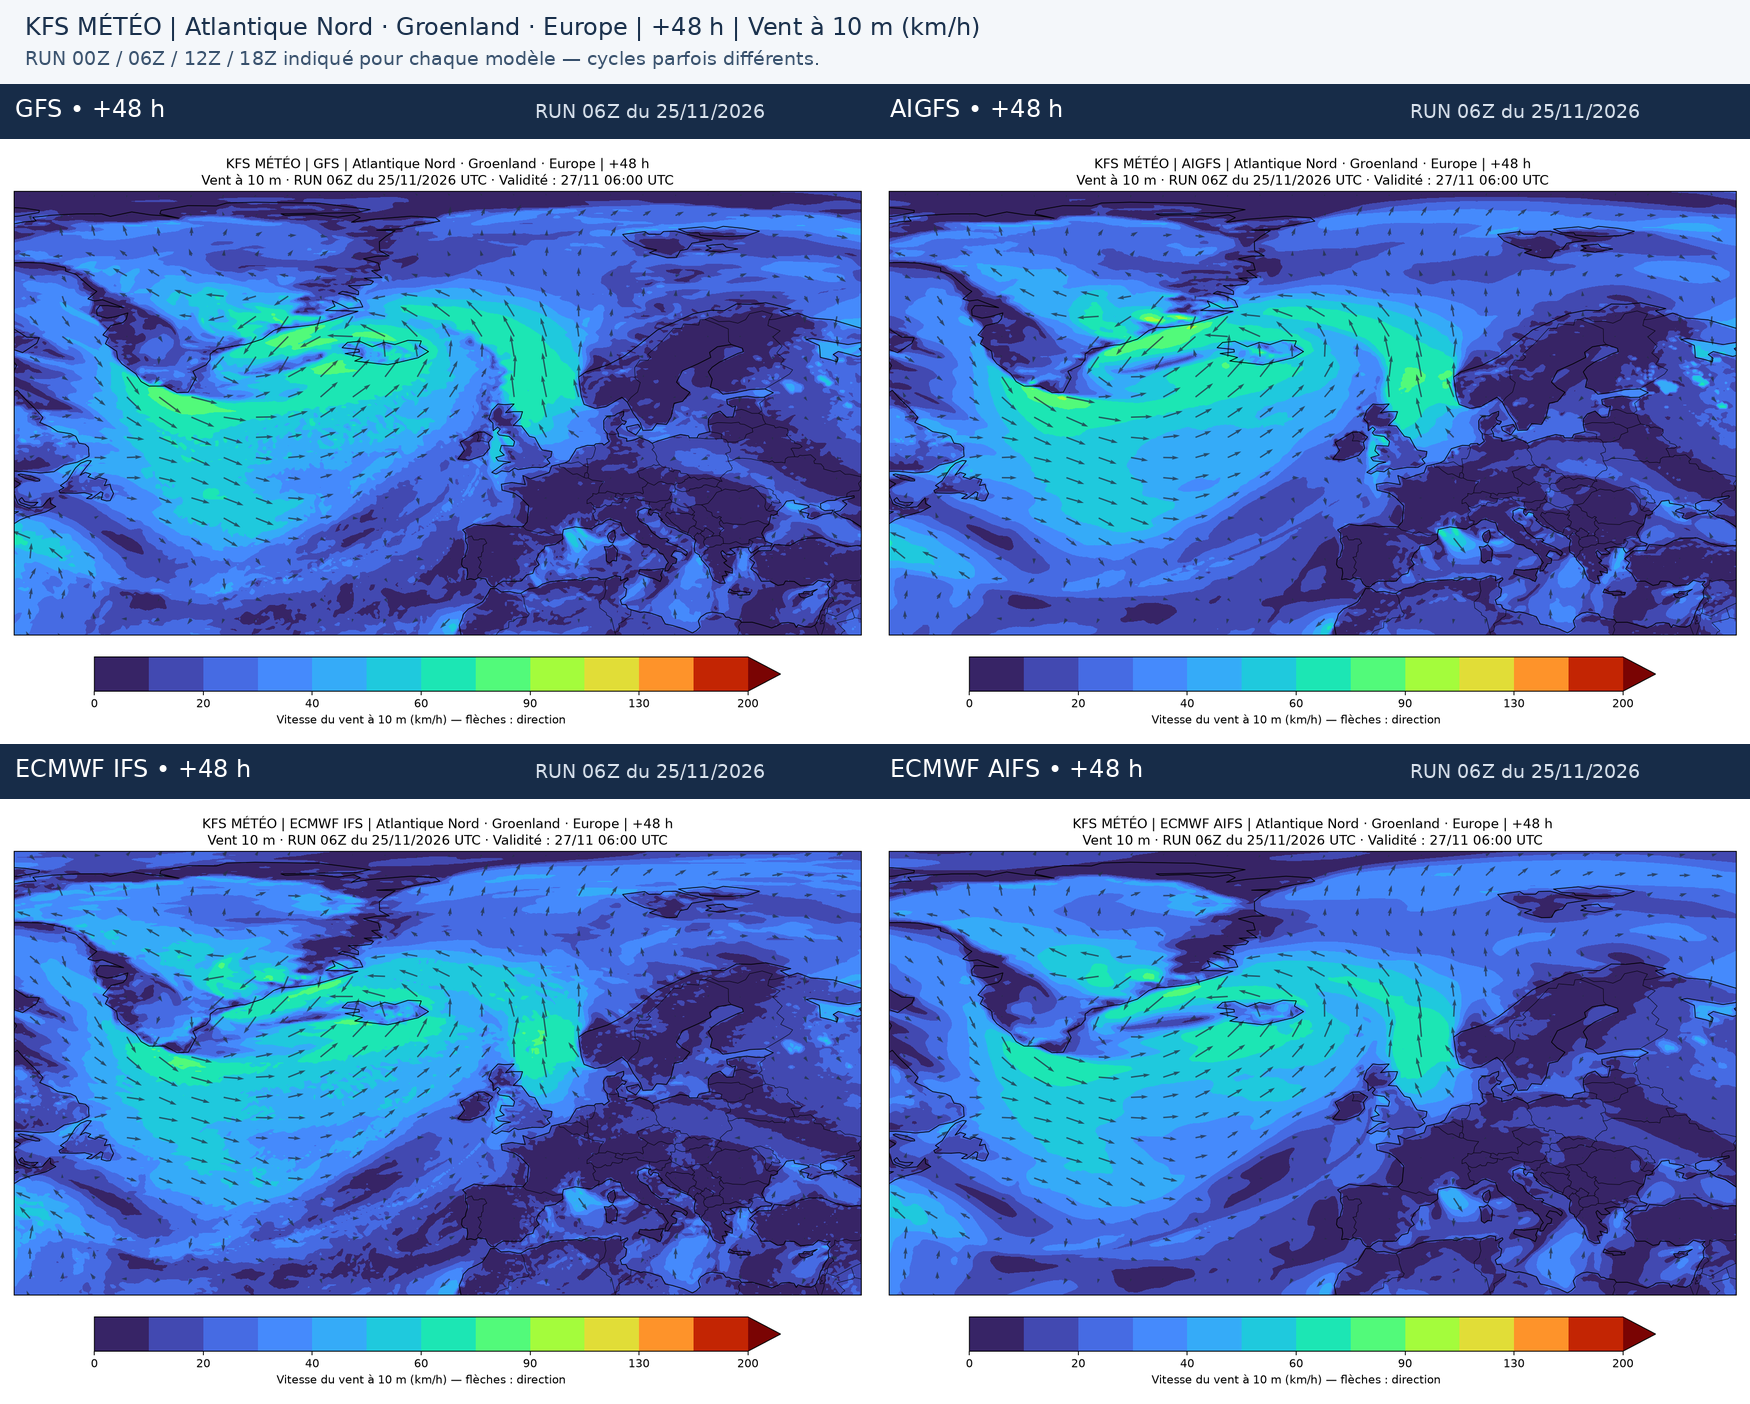 KFS MÉTÉO | Atlantique Nord · Groenland · Europe | +48 h | Vent à 10 m (km/h)
RUN 00Z / 06Z / 12Z / 18Z indiqué pour chaque modèle — cycles parfois différents.
GFS • +48 h
RUN 06Z du 25/11/2026
KFS MÉTÉO | GFS | Atlantique Nord · Groenland · Europe | +48 h
Vent à 10 m · RUN 06Z du 25/11/2026 UTC · Validité : 27/11 06:00 UTC
0 20 40 60 90 130 200
Vitesse du vent à 10 m (km/h) — flèches : direction
AIGFS • +48 h
RUN 06Z du 25/11/2026
KFS MÉTÉO | AIGFS | Atlantique Nord · Groenland · Europe | +48 h
Vent à 10 m · RUN 06Z du 25/11/2026 UTC · Validité : 27/11 06:00 UTC
0 20 40 60 90 130 200
Vitesse du vent à 10 m (km/h) — flèches : direction
ECMWF IFS • +48 h
RUN 06Z du 25/11/2026
KFS MÉTÉO | ECMWF IFS | Atlantique Nord · Groenland · Europe | +48 h
Vent 10 m · RUN 06Z du 25/11/2026 UTC · Validité : 27/11 06:00 UTC
0 20 40 60 90 130 200
Vitesse du vent à 10 m (km/h) — flèches : direction
ECMWF AIFS • +48 h
RUN 06Z du 25/11/2026
KFS MÉTÉO | ECMWF AIFS | Atlantique Nord · Groenland · Europe | +48 h
Vent 10 m · RUN 06Z du 25/11/2026 UTC · Validité : 27/11 06:00 UTC
0 20 40 60 90 130 200
Vitesse du vent à 10 m (km/h) — flèches : direction